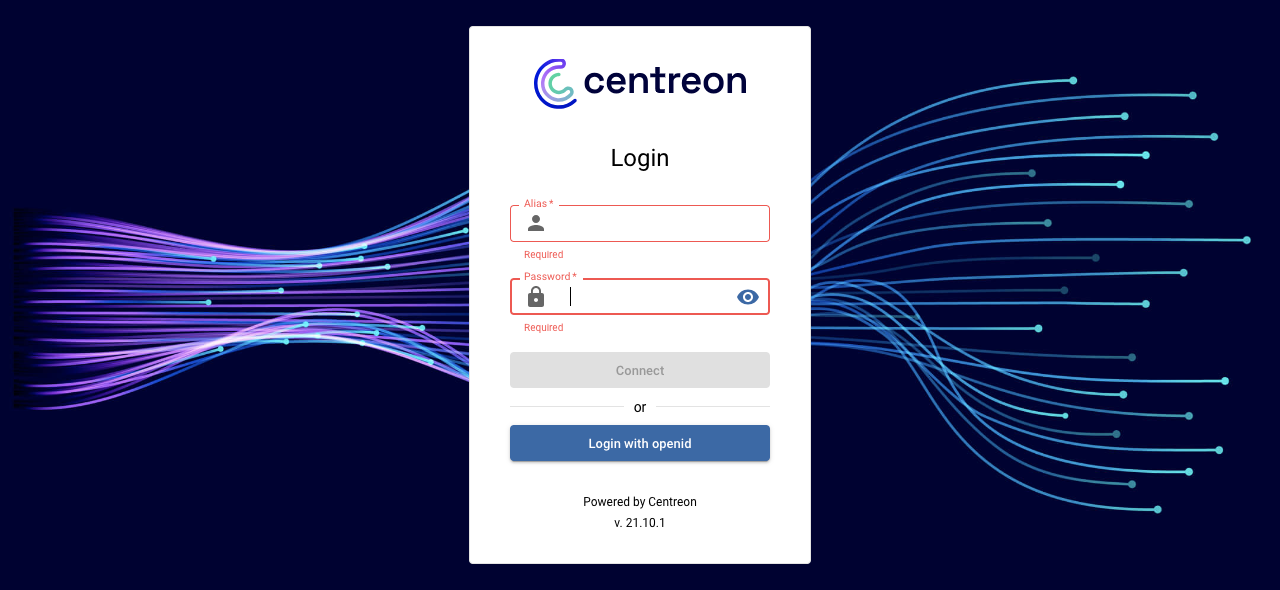 centreon
Login
Alias *
Required
Password *
Required
Connect
or
Login with openid
Powered by Centreon
v. 21.10.1